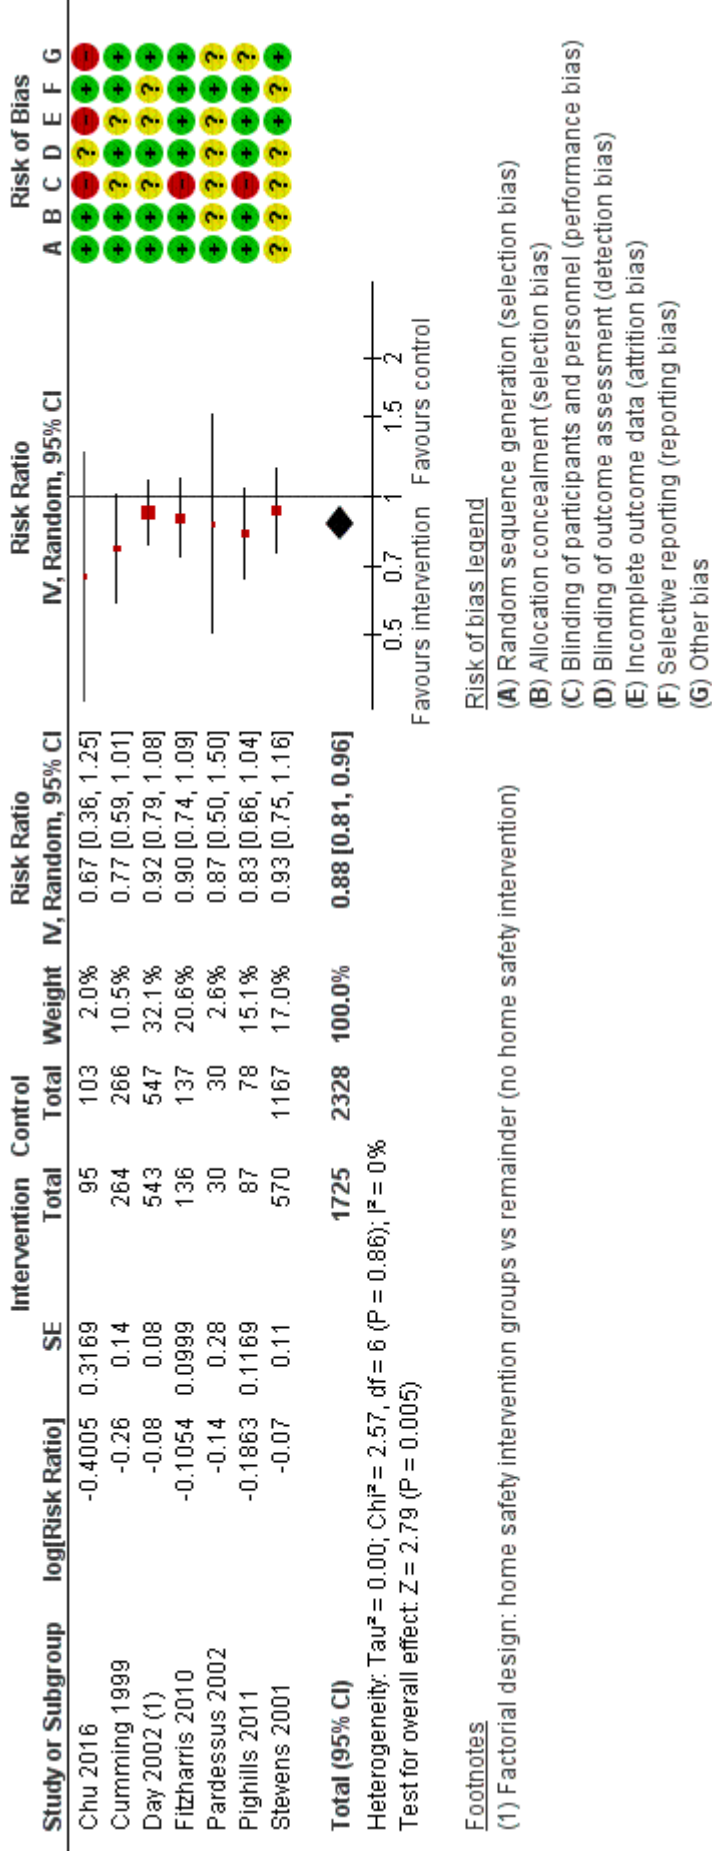 Intervention Control Risk Ratio Risk Ratio Risk of Bias
Study or Subgroup log[Risk Ratio] SE Total Total Weight IV, Random, 95% CI IV, Random, 95% CI A B C D E F G
Chu 2016 -0.4005 0.3169 95 103 2.0% 0.67 [0.36, 1.25] + + - ? - + -
Cumming 1999 -0.26 0.14 264 266 10.5% 0.77 [0.59, 1.01] + + ? + ? + +
Day 2002 (1) -0.08 0.08 543 547 32.1% 0.92 [0.79, 1.08] + + ? + ? ? +
Fitzharris 2010 -0.1054 0.0999 136 137 20.6% 0.90 [0.74, 1.09] + + - + + + +
Pardessus 2002 -0.14 0.28 30 30 2.6% 0.87 [0.50, 1.50] + ? ? ? ? + ?
Pighills 2011 -0.1863 0.1169 87 78 15.1% 0.83 [0.66, 1.04] + + - + + + ?
Stevens 2001 -0.07 0.11 570 1167 17.0% 0.93 [0.75, 1.16] ? ? ? ? + ? +
Total (95% CI) 1725 2328 100.0% 0.88 [0.81, 0.96]
Heterogeneity: Tau² = 0.00; Chi² = 2.57, df = 6 (P = 0.86); I² = 0%
Test for overall effect: Z = 2.79 (P = 0.005)
0.5 0.7 1 1.5 2
Favours intervention Favours control
Footnotes
(1) Factorial design: home safety intervention groups vs remainder (no home safety intervention)
Risk of bias legend
(A) Random sequence generation (selection bias)
(B) Allocation concealment (selection bias)
(C) Blinding of participants and personnel (performance bias)
(D) Blinding of outcome assessment (detection bias)
(E) Incomplete outcome data (attrition bias)
(F) Selective reporting (reporting bias)
(G) Other bias